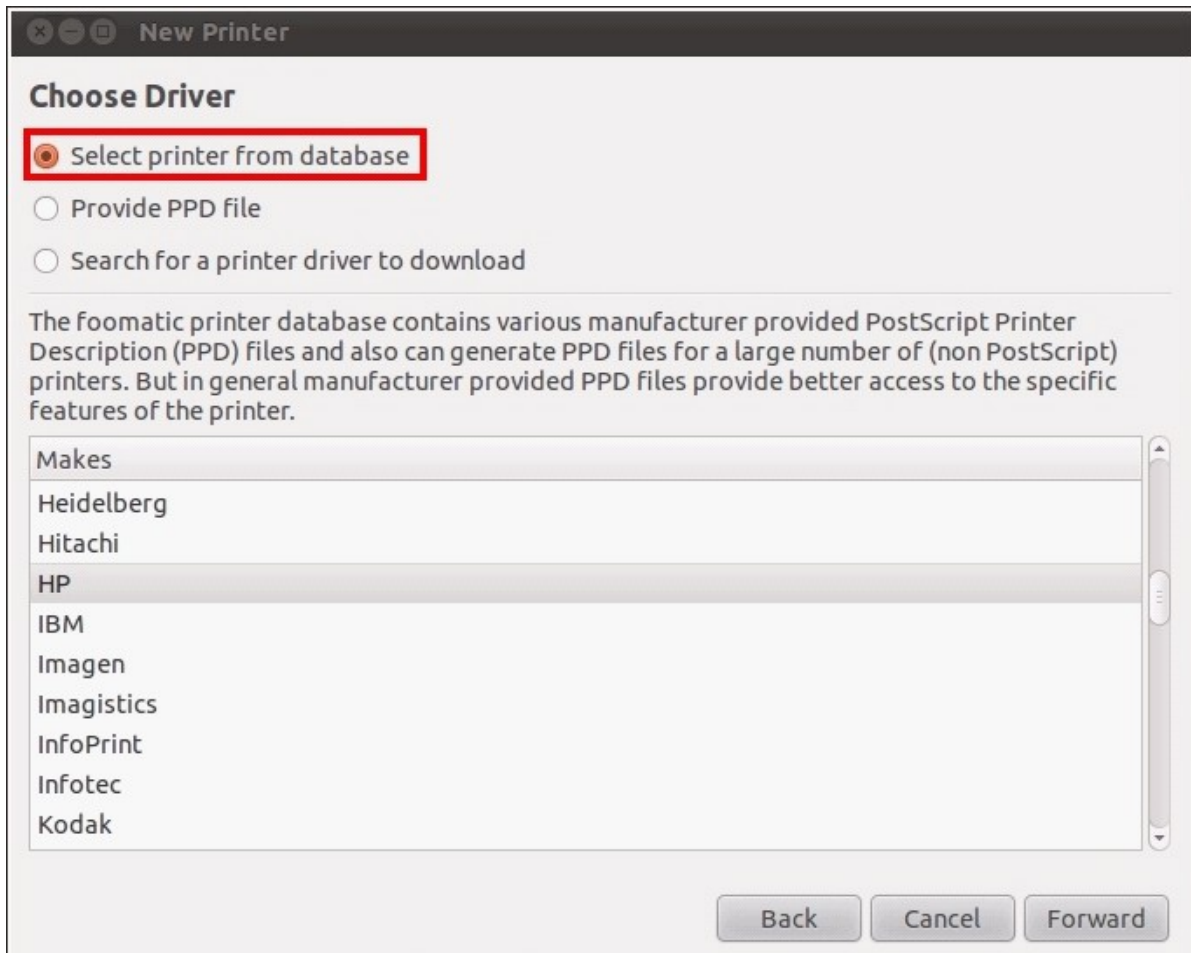 New Printer
Choose Driver
Select printer from database
Provide PPD file
Search for a printer driver to download
The foomatic printer database contains various manufacturer provided PostScript Printer
Description (PPD) files and also can generate PPD files for a large number of (non PostScript)
printers. But in general manufacturer provided PPD files provide better access to the specific
features of the printer.
Makes
Heidelberg
Hitachi
HP
IBM
Imagen
Imagistics
InfoPrint
Infotec
Kodak
Back Cancel Forward